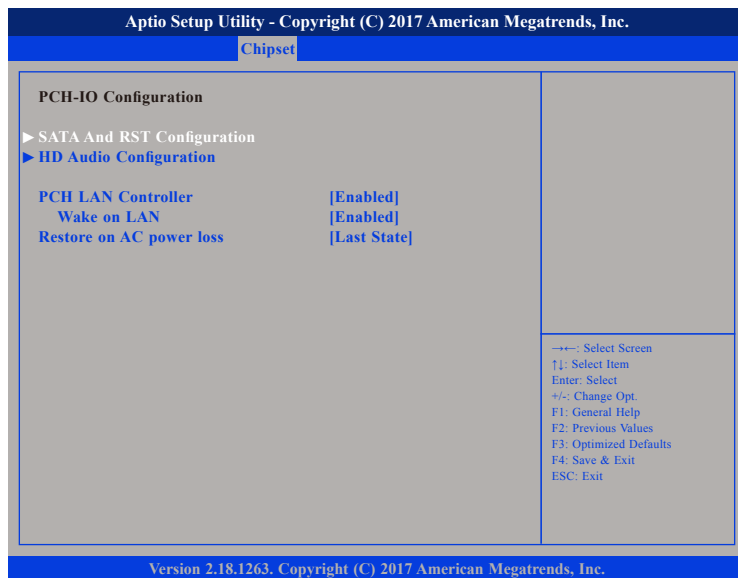 Aptio Setup Utility - Copyright (C) 2017 American Megatrends, Inc.
Chipset
PCH-IO Configuration
► SATA And RST Configuration
► HD Audio Configuration
PCH LAN Controller [Enabled]
Wake on LAN [Enabled]
Restore on AC power loss [Last State]
→←: Select Screen
↑↓: Select Item
Enter: Select
+/-: Change Opt.
F1: General Help
F2: Previous Values
F3: Optimized Defaults
F4: Save & Exit
ESC: Exit
Version 2.18.1263. Copyright (C) 2017 American Megatrends, Inc.